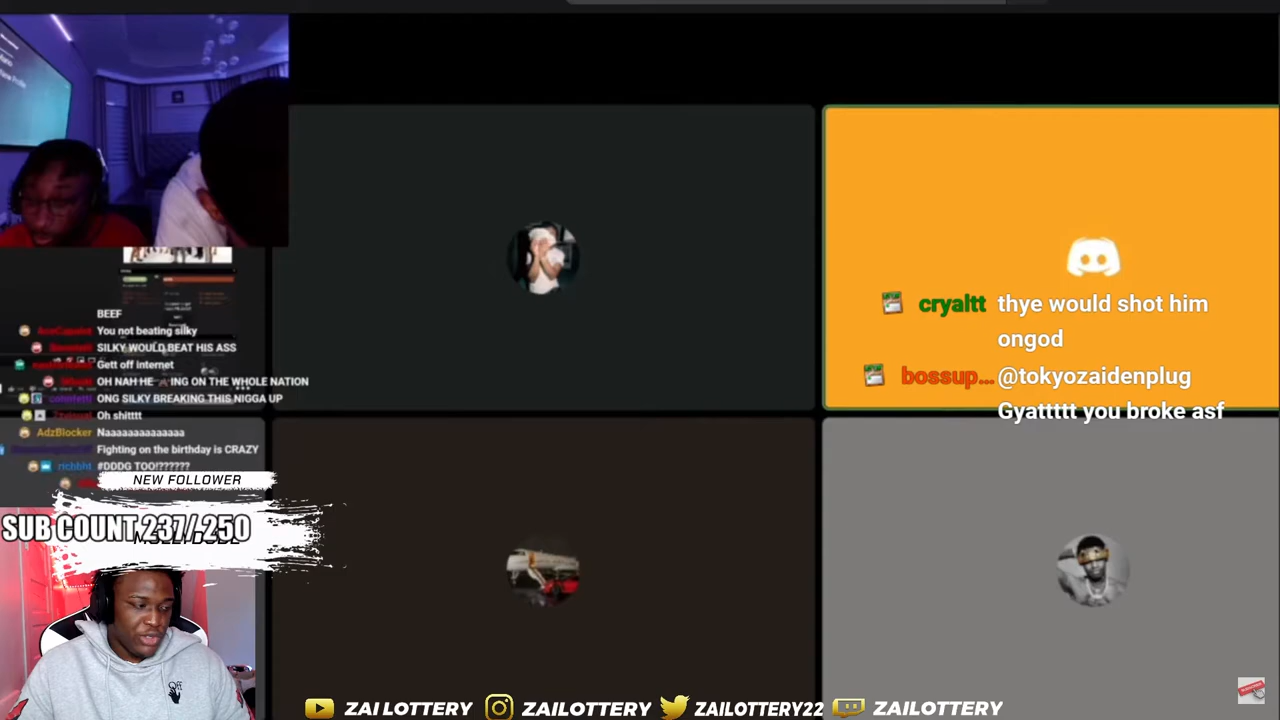 BEEF
You not beating silky
SILKY WOULD BEAT HIS ASS
Gett off internet
OH NAH HE ING ON THE WHOLE NATION
ONG SILKY BREAKING THIS NIGGA UP
Oh shitttt
AdzBlocker Naaaaaaaaaaaaa
Fighting on the birthday is CRAZY
richbht #DDDG TOO!??????
NEW FOLLOWER
SUB COUNT 237/250
cryaltt thye would shot him
ongod
bossup... @tokyozaidenplug
Gyattttt you broke asf
ZAI LOTTERY ZAILOTTERY ZAILOTTERY22 ZAILOTTERY